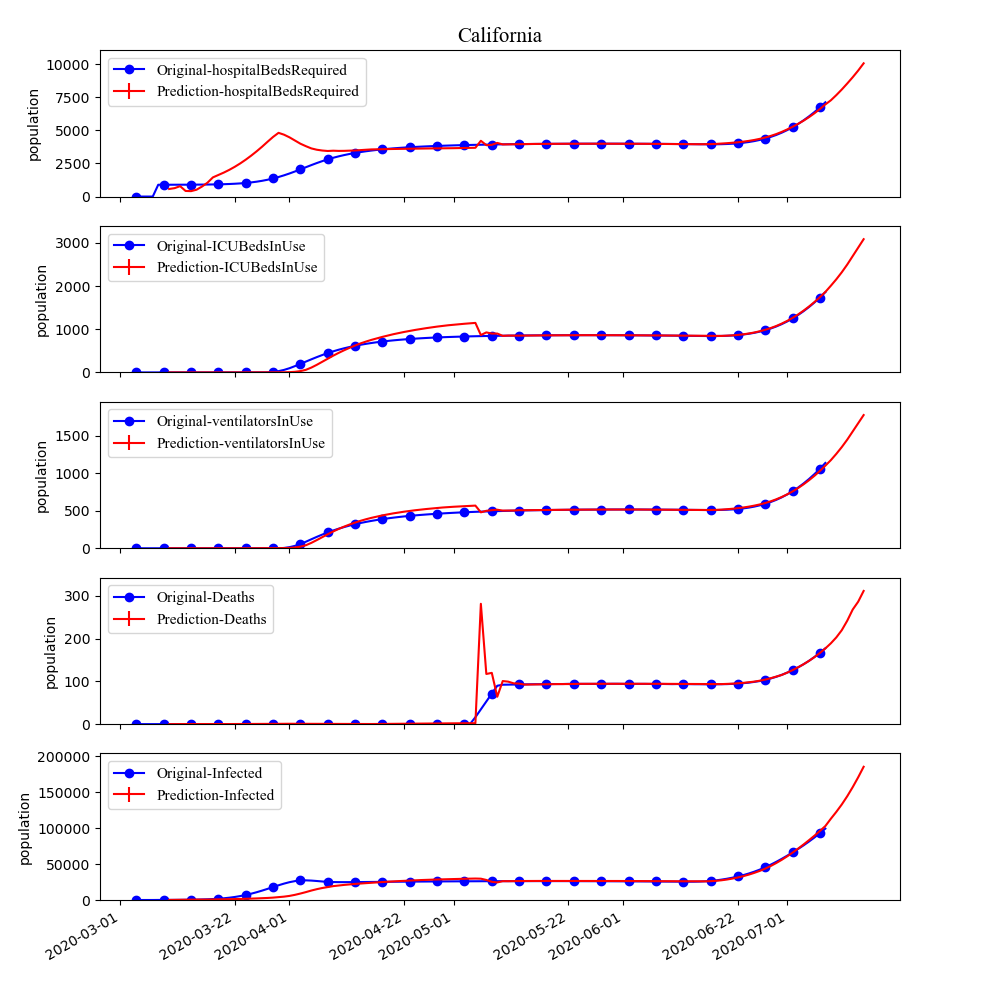 California
population
10000
7500
5000
2500
0
Original-hospitalBedsRequired
Prediction-hospitalBedsRequired
population
3000
2000
1000
0
Original-ICUBedsInUse
Prediction-ICUBedsInUse
population
1500
1000
500
0
Original-ventilatorsInUse
Prediction-ventilatorsInUse
population
300
200
100
0
Original-Deaths
Prediction-Deaths
population
200000
150000
100000
50000
0
Original-Infected
Prediction-Infected
2020-03-01
2020-03-22
2020-04-01
2020-04-22
2020-05-01
2020-05-22
2020-06-01
2020-06-22
2020-07-01